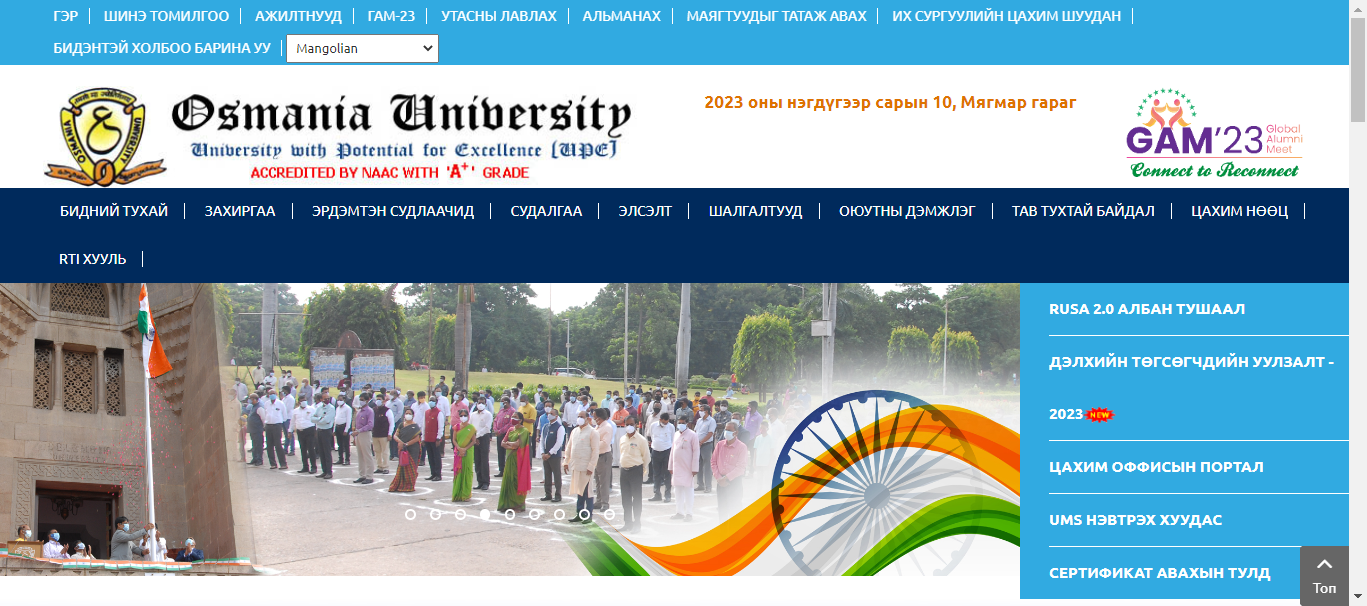 ГЭР ШИНЭ ТОМИЛГОО АЖИЛТНУУД ГАМ-23 УТАСНЫ ЛАВЛАХ АЛЬМАНАХ МАЯГТУУДЫГ ТАТАЖ АВАХ ИХ СУРГУУЛИЙН ЦАХИМ ШУУДАН
БИДЭНТЭЙ ХОЛБОО БАРИНА УУ Mangolian
Osmania University
University with Potential for Excellence [UPE]
ACCREDITED BY NAAC WITH 'A+' GRADE
OSMANIA UNIVERSITY
2023 оны нэгдүгээр сарын 10, Мягмар гараг
GAM'23 Global Alumni Meet
Connect to Reconnect
БИДНИЙ ТУХАЙ ЗАХИРГАА ЭРДЭМТЭН СУДЛААЧИД СУДАЛГАА ЭЛСЭЛТ ШАЛГАЛТУУД ОЮУТНЫ ДЭМЖЛЭГ ТАВ ТУХТАЙ БАЙДАЛ ЦАХИМ НӨӨЦ
RTI ХУУЛЬ
RUSA 2.0 АЛБАН ТУШААЛ
ДЭЛХИЙН ТӨГСӨГЧДИЙН УУЛЗАЛТ -
2023 NEW
ЦАХИМ ОФФИСЫН ПОРТАЛ
UMS НЭВТРЭХ ХУУДАС
СЕРТИФИКАТ АВАХЫН ТУЛД
Топ